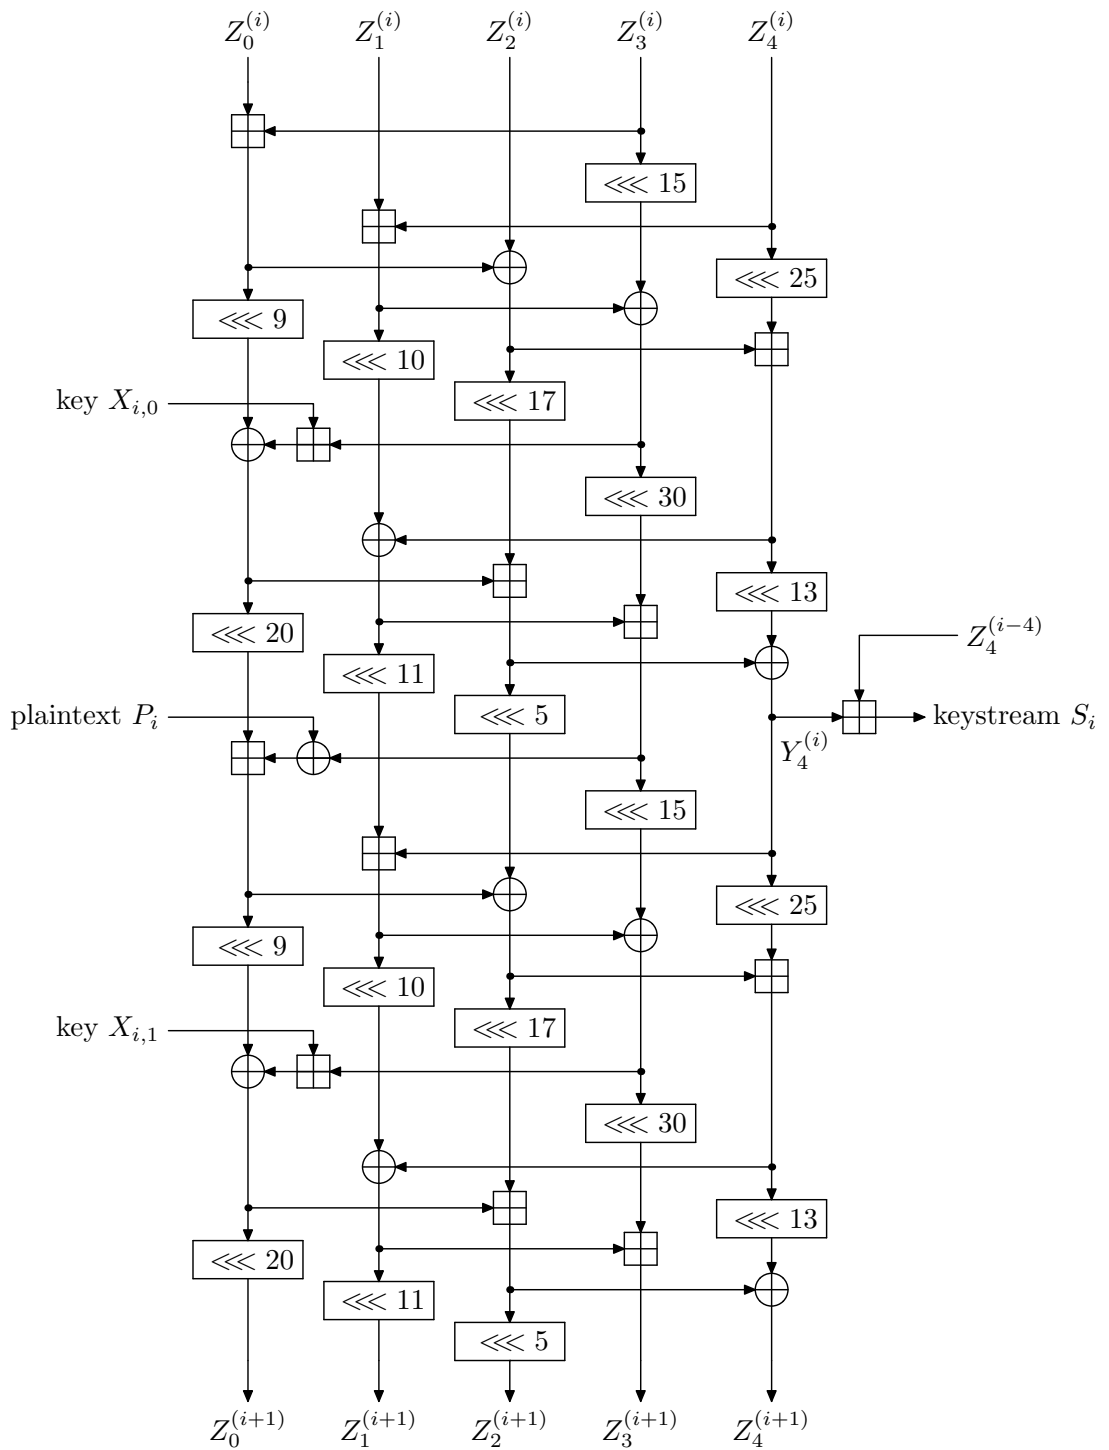 Z_0^{(i)} Z_1^{(i)} Z_2^{(i)} Z_3^{(i)} Z_4^{(i)}
⋘ 15
⋘ 25
⋘ 9
⋘ 10
key X_{i,0}
⋘ 17
⋘ 30
⋘ 13
⋘ 20
Z_4^{(i−4)}
⋘ 11
⋘ 5
plaintext P_i
keystream S_i
Y_4^{(i)}
⋘ 15
⋘ 25
⋘ 9
⋘ 10
⋘ 17
key X_{i,1}
⋘ 30
⋘ 13
⋘ 20
⋘ 11
⋘ 5
Z_0^{(i+1)} Z_1^{(i+1)} Z_2^{(i+1)} Z_3^{(i+1)} Z_4^{(i+1)}